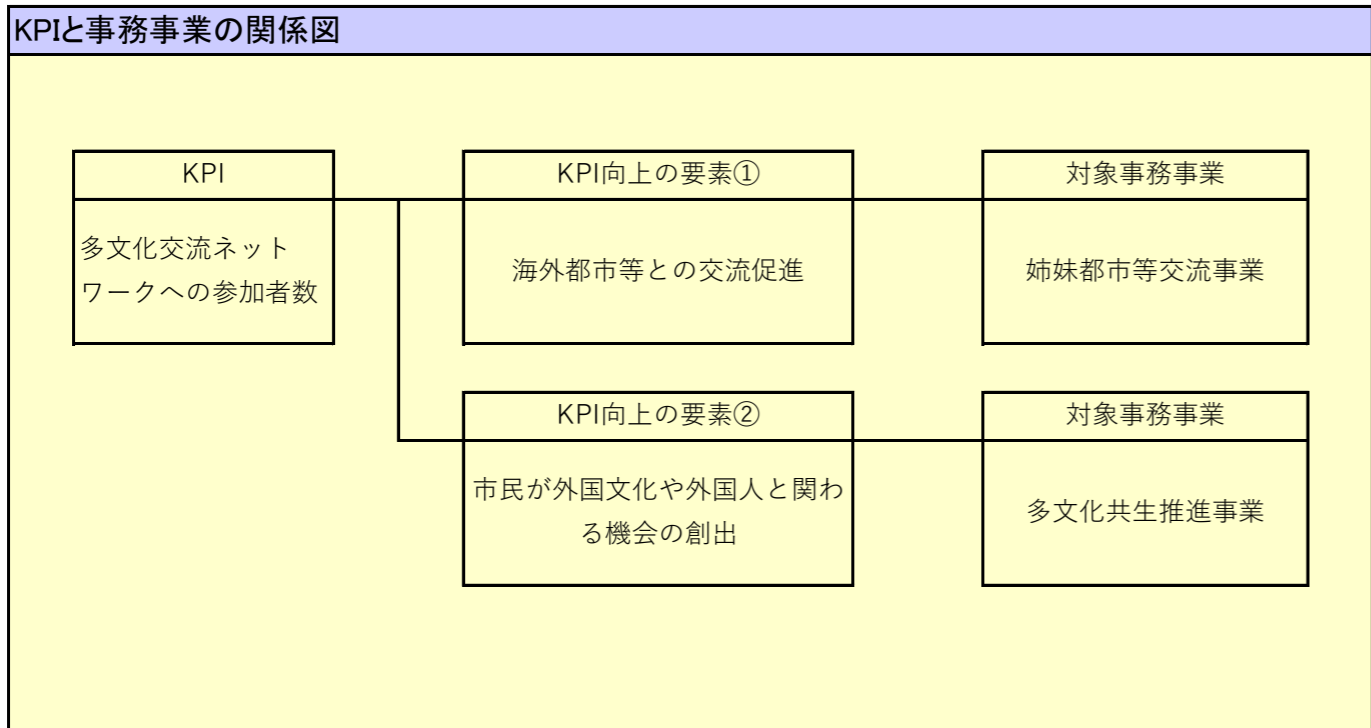 KPIと事務事業の関係図
KPI
多文化交流ネット
ワークへの参加者数
KPI向上の要素①
海外都市等との交流促進
対象事務事業
姉妹都市等交流事業
KPI向上の要素②
市民が外国文化や外国人と関わ
る機会の創出
対象事務事業
多文化共生推進事業